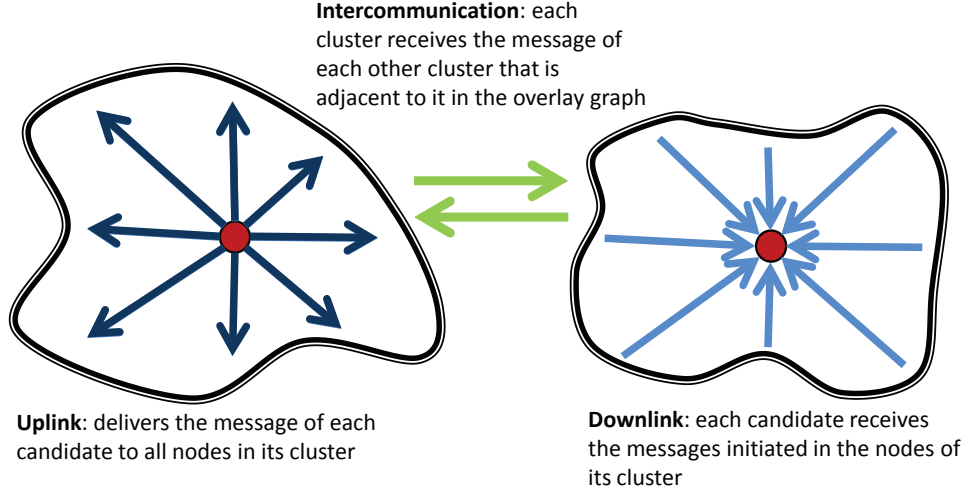 Intercommunication: each
cluster receives the message of
each other cluster that is
adjacent to it in the overlay graph
Uplink: delivers the message of each
candidate to all nodes in its cluster
Downlink: each candidate receives
the messages initiated in the nodes of
its cluster